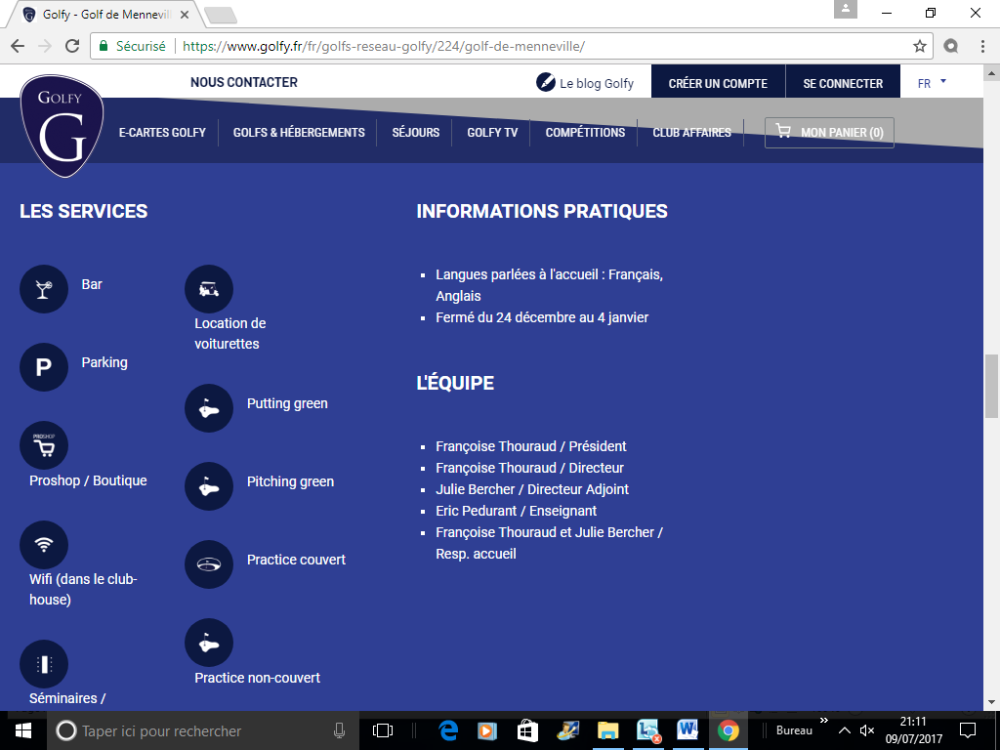 Golfy - Golf de Mennevill
Sécurisé
https://www.golfy.fr/fr/golfs-reseau-golfy/224/golf-de-menneville/
NOUS CONTACTER
Le blog Golfy
CRÉER UN COMPTE
SE CONNECTER
FR
GOLFY
G
E-CARTES GOLFY
GOLFS & HÉBERGEMENTS
SÉJOURS
GOLFY TV
COMPÉTITIONS
CLUB AFFAIRES
MON PANIER (0)
LES SERVICES
Bar
P
Parking
PROSHOP
Proshop / Boutique
Wifi (dans le club-
house)
Séminaires /
Location de
voiturettes
Putting green
Pitching green
Practice couvert
Practice non-couvert
INFORMATIONS PRATIQUES
Langues parlées à l'accueil : Français,
Anglais
Fermé du 24 décembre au 4 janvier
L'ÉQUIPE
Françoise Thouraud / Président
Françoise Thouraud / Directeur
Julie Bercher / Directeur Adjoint
Eric Pedurant / Enseignant
Françoise Thouraud et Julie Bercher /
Resp. accueil
Taper ici pour rechercher
Bureau
21:11
09/07/2017